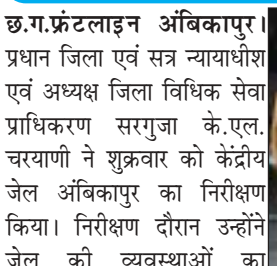 छ.ग.फ्रंटलाइन अंबिकापुर।
प्रधान जिला एवं सत्र न्यायाधीश
एवं अध्यक्ष जिला विधिक सेवा
प्राधिकरण सरगुजा के.एल.
चरयाणी ने शुक्रवार को केंद्रीय
जेल अंबिकापुर का निरीक्षण
किया। निरीक्षण दौरान उन्होंने
जेल की व्यवस्थाओं का